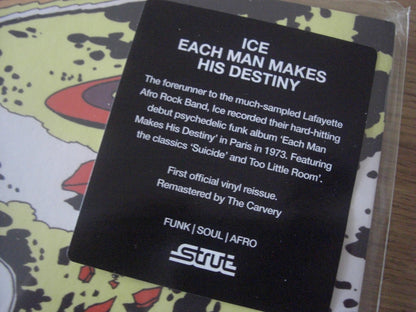 ICE
EACH MAN MAKES
HIS DESTINY
The forerunner to the much-sampled Lafayette
Afro Rock Band, Ice recorded their hard-hitting
debut psychedelic funk album ‘Each Man
Makes His Destiny’ in Paris in 1973. Featuring
the classics ‘Suicide’ and Too Little Room’.
First official vinyl reissue.
Remastered by The Carvery
FUNK | SOUL | AFRO
Strut